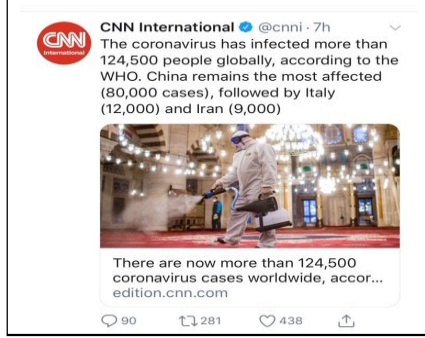 CNN International @cnni · 7h
CNN
International
The coronavirus has infected more than
124,500 people globally, according to the
WHO. China remains the most affected
(80,000 cases), followed by Italy
(12,000) and Iran (9,000)
There are now more than 124,500
coronavirus cases worldwide, accor...
edition.cnn.com
90 281 438